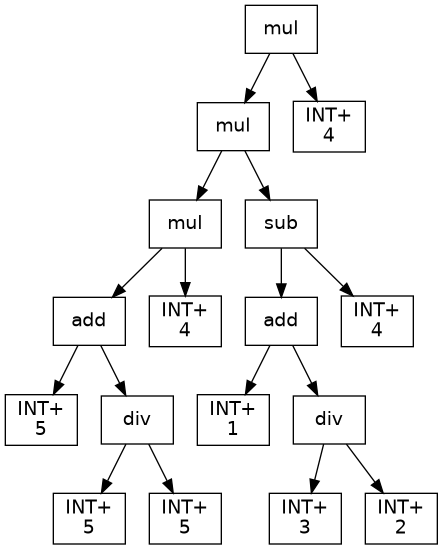 mul
mul
INT+
4
mul
sub
add
INT+
4
add
INT+
4
INT+
5
div
INT+
1
div
INT+
5
INT+
5
INT+
3
INT+
2